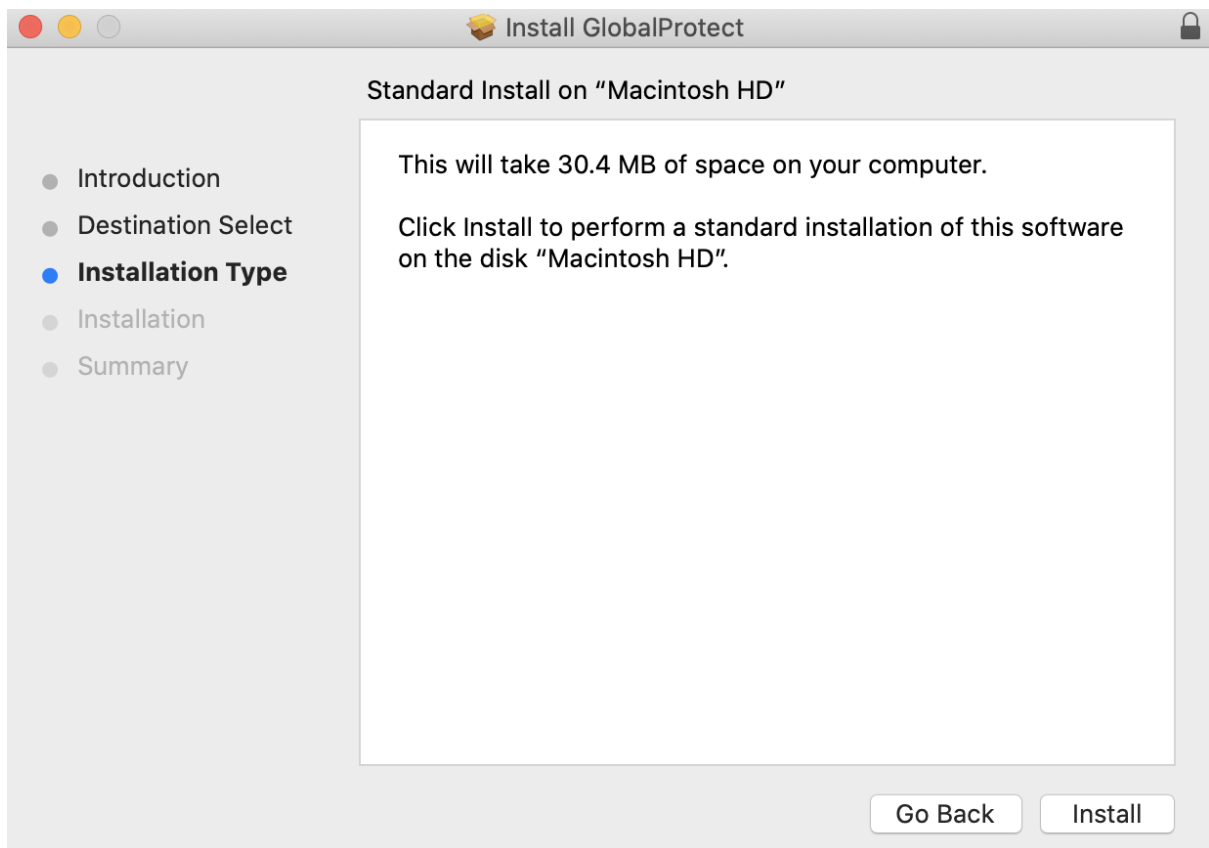 Install GlobalProtect
Standard Install on “Macintosh HD”
Introduction
Destination Select
Installation Type
Installation
Summary
This will take 30.4 MB of space on your computer.
Click Install to perform a standard installation of this software
on the disk “Macintosh HD”.
Go Back
Install